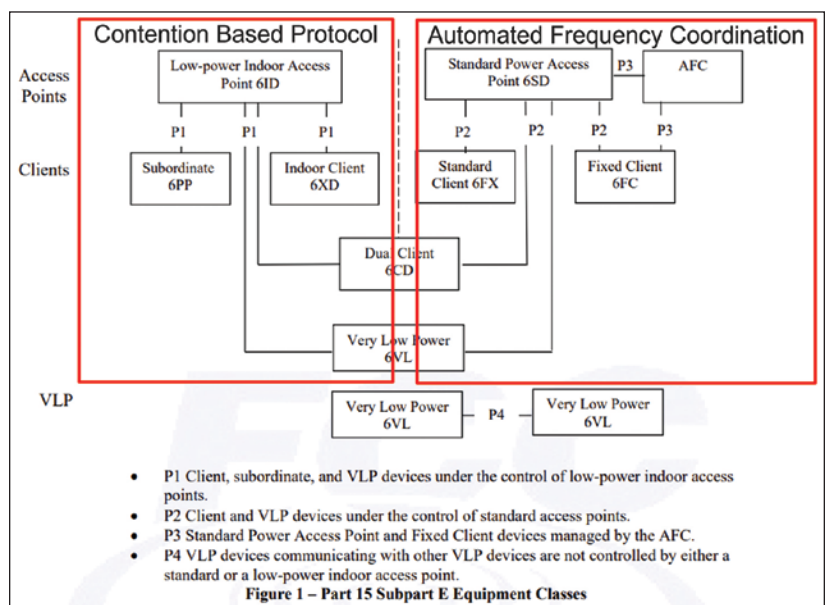 Contention Based Protocol
Automated Frequency Coordination
Access
Points
Low-power Indoor Access
Point 6ID
Standard Power Access
Point 6SD
P3
AFC
P1
P1
P1
P2
P2
P2
P3
Clients
Subordinate
6PP
Indoor Client
6XD
Standard
Client 6FX
Fixed Client
6FC
Dual Client
6CD
Very Low Power
6VL
VLP
Very Low Power
6VL
P4
Very Low Power
6VL
FCC
• P1 Client, subordinate, and VLP devices under the control of low-power indoor access
points.
• P2 Client and VLP devices under the control of standard access points.
• P3 Standard Power Access Point and Fixed Client devices managed by the AFC.
• P4 VLP devices communicating with other VLP devices are not controlled by either a
standard or a low-power indoor access point.
Figure 1 – Part 15 Subpart E Equipment Classes